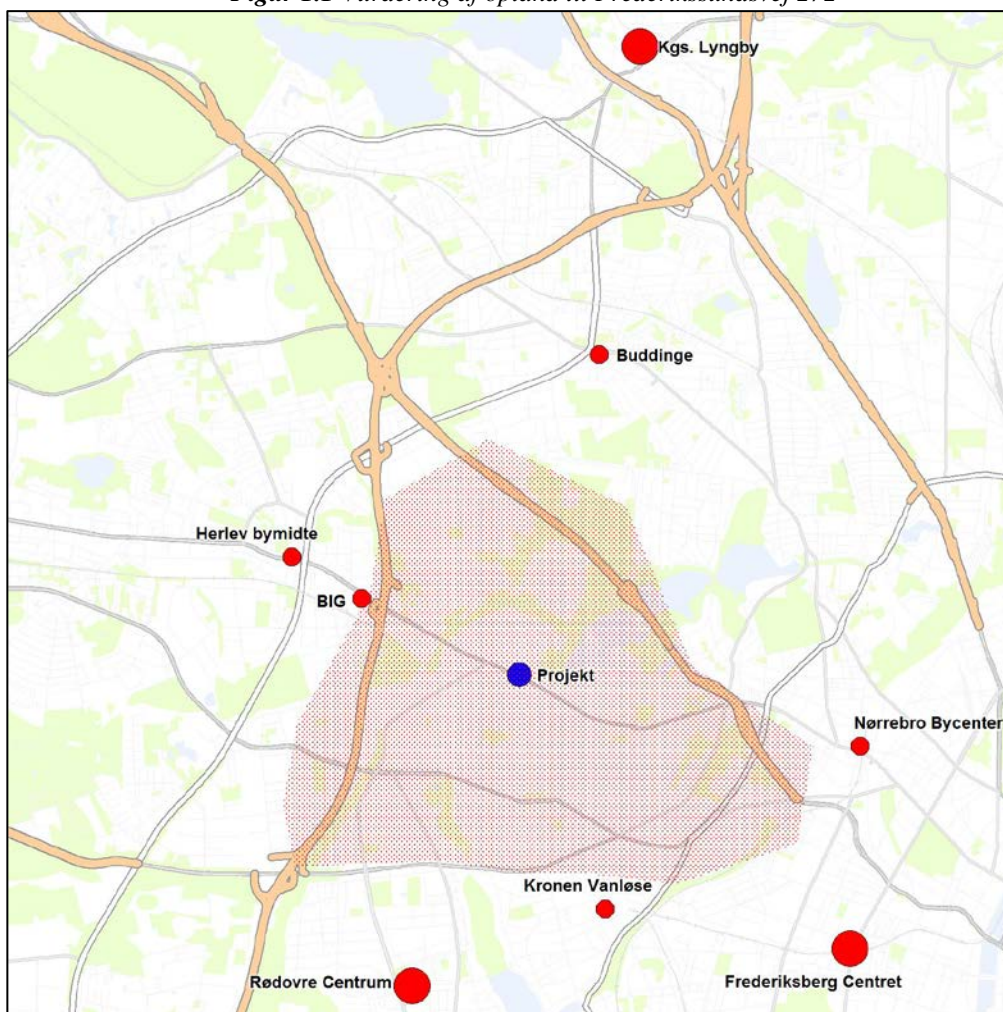 Kgs. Lyngby
Buddinge
Herlev bymidte
BIG
Projekt
Nørrebro Bycenter
Kronen Vanløse
Rødovre Centrum
Frederiksberg Centret